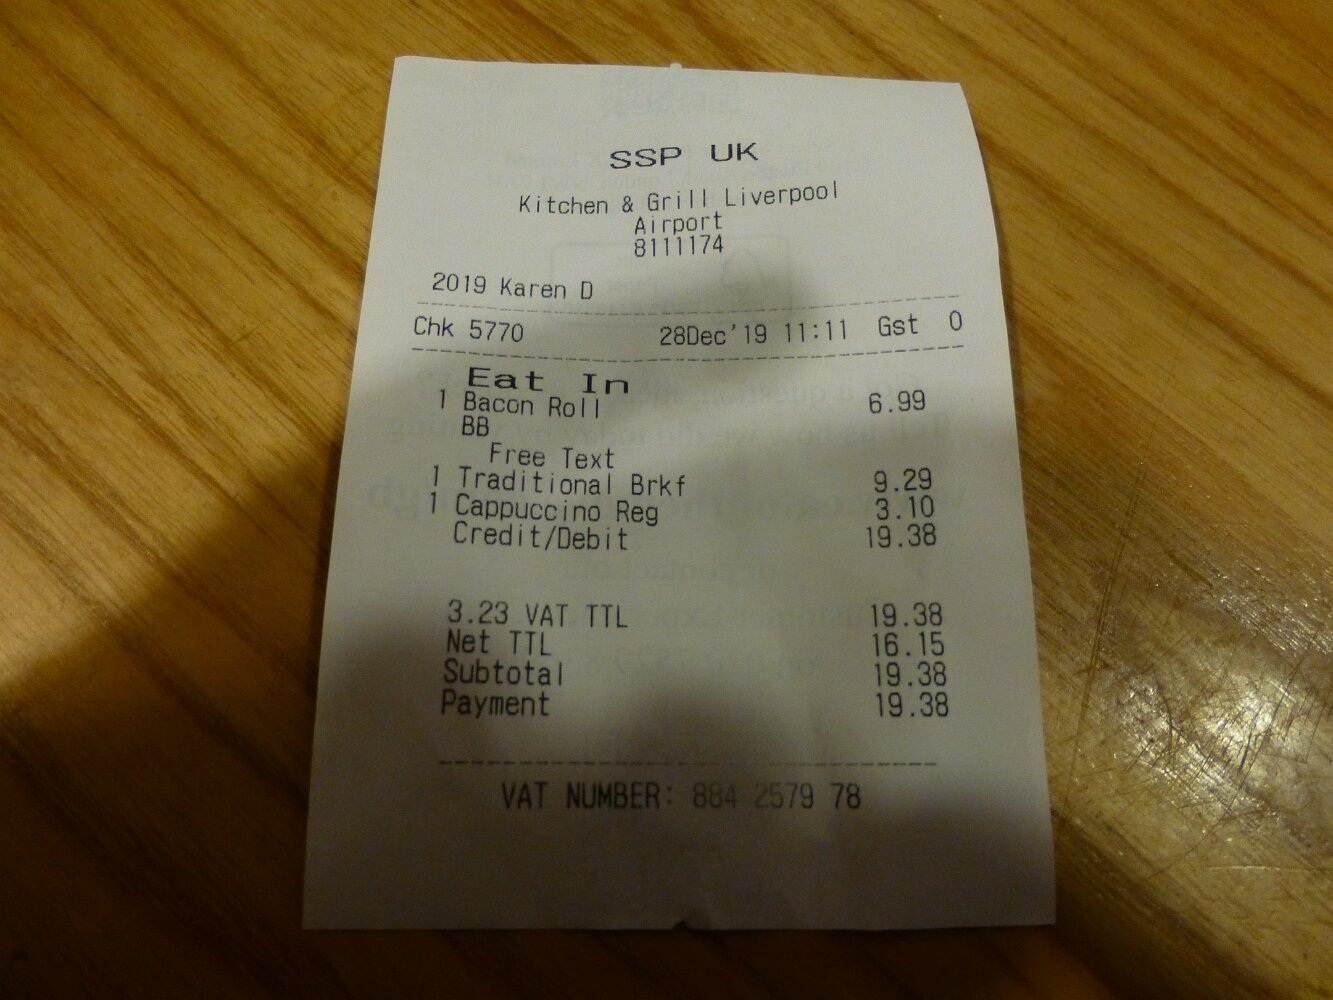 SSP UK
Kitchen & Grill Liverpool
Airport
8111174
2019 Karen D
Chk 5770 28Dec'19 11:11 Gst 0
Eat In
1 Bacon Roll 6.99
BB
Free Text
1 Traditional Brkf 9.29
1 Cappuccino Reg 3.10
Credit/Debit 19.38
3.23 VAT TTL 19.38
Net TTL 16.15
Subtotal 19.38
Payment 19.38
VAT NUMBER: 884 2579 78